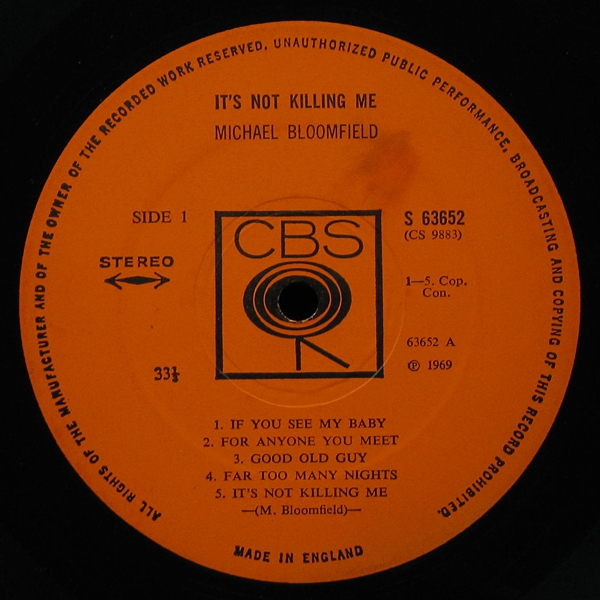 ALL RIGHTS OF THE MANUFACTURER AND OF THE OWNER OF THE RECORDED WORK RESERVED, UNAUTHORIZED PUBLIC PERFORMANCE, BROADCASTING AND COPYING OF THIS RECORD PROHIBITED.
IT'S NOT KILLING ME
MICHAEL BLOOMFIELD
SIDE 1
S 63652
(CS 9883)
CBS
STEREO
1—5. Cop.
Con.
63652 A
33⅓
℗ 1969
1. IF YOU SEE MY BABY
2. FOR ANYONE YOU MEET
3. GOOD OLD GUY
4. FAR TOO MANY NIGHTS
5. IT'S NOT KILLING ME
—(M. Bloomfield)—
MADE IN ENGLAND